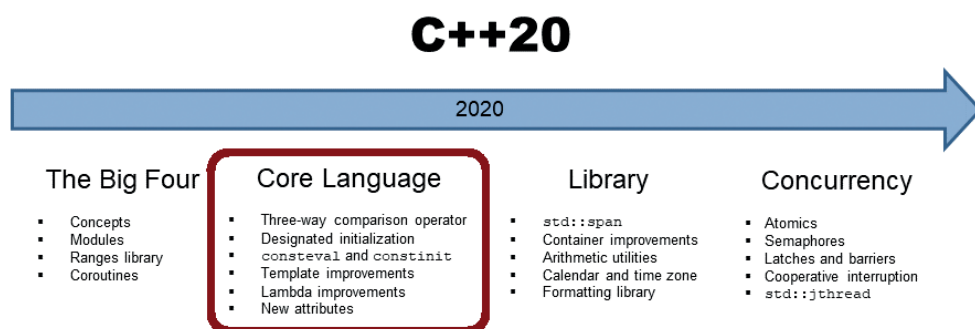 C++20
2020
The Big Four
Concepts
Modules
Ranges library
Coroutines
Core Language
Three-way comparison operator
Designated initialization
consteval and constinit
Template improvements
Lambda improvements
New attributes
Library
std::span
Container improvements
Arithmetic utilities
Calendar and time zone
Formatting library
Concurrency
Atomics
Semaphores
Latches and barriers
Cooperative interruption
std::jthread